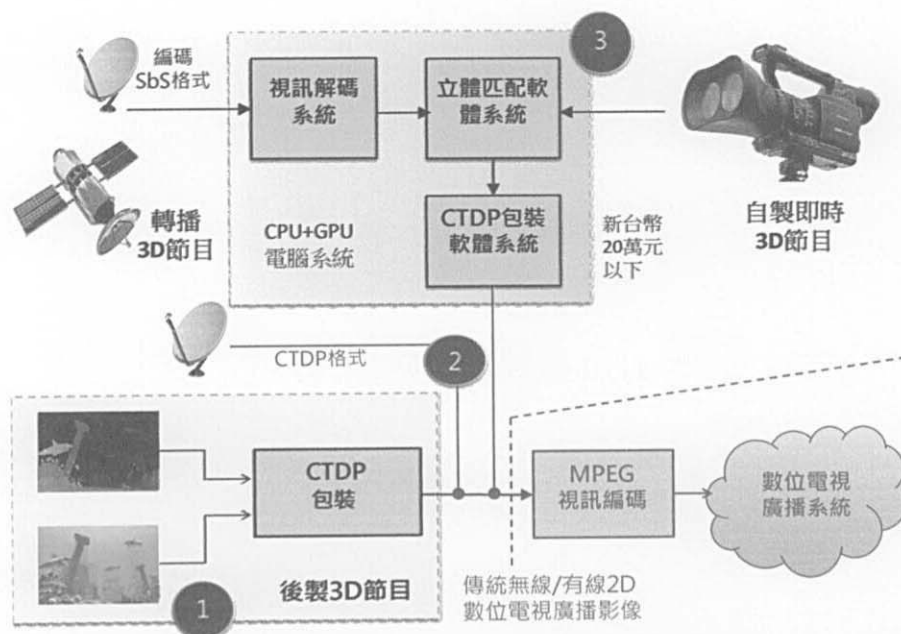 編碼
SbS格式
3
視訊解碼
系統
立體匹配軟
體系統
轉播
3D節目
CPU+GPU
電腦系統
CTDP包裝
軟體系統
新台幣
20萬元
以下
自製即時
3D節目
CTDP格式
2
CTDP
包裝
MPEG
視訊編碼
數位電視
廣播系統
後製3D節目
1
傳統無線/有線2D
數位電視廣播影像